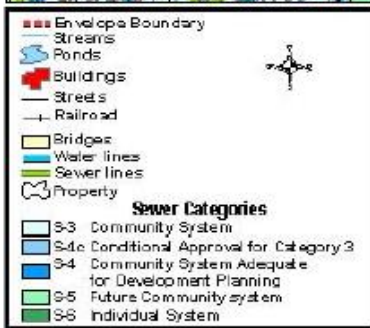 Envelope Boundary
Streams
Ponds
Buildings
Streets
Railroad
Bridges
Water lines
Sewer lines
Property
Sewer Categories
S-3 Community System
S-4c Conditional Approval for Category 3
S-4 Community System Adequate
for Development Planning
S-5 Future Community system
S-6 Individual System